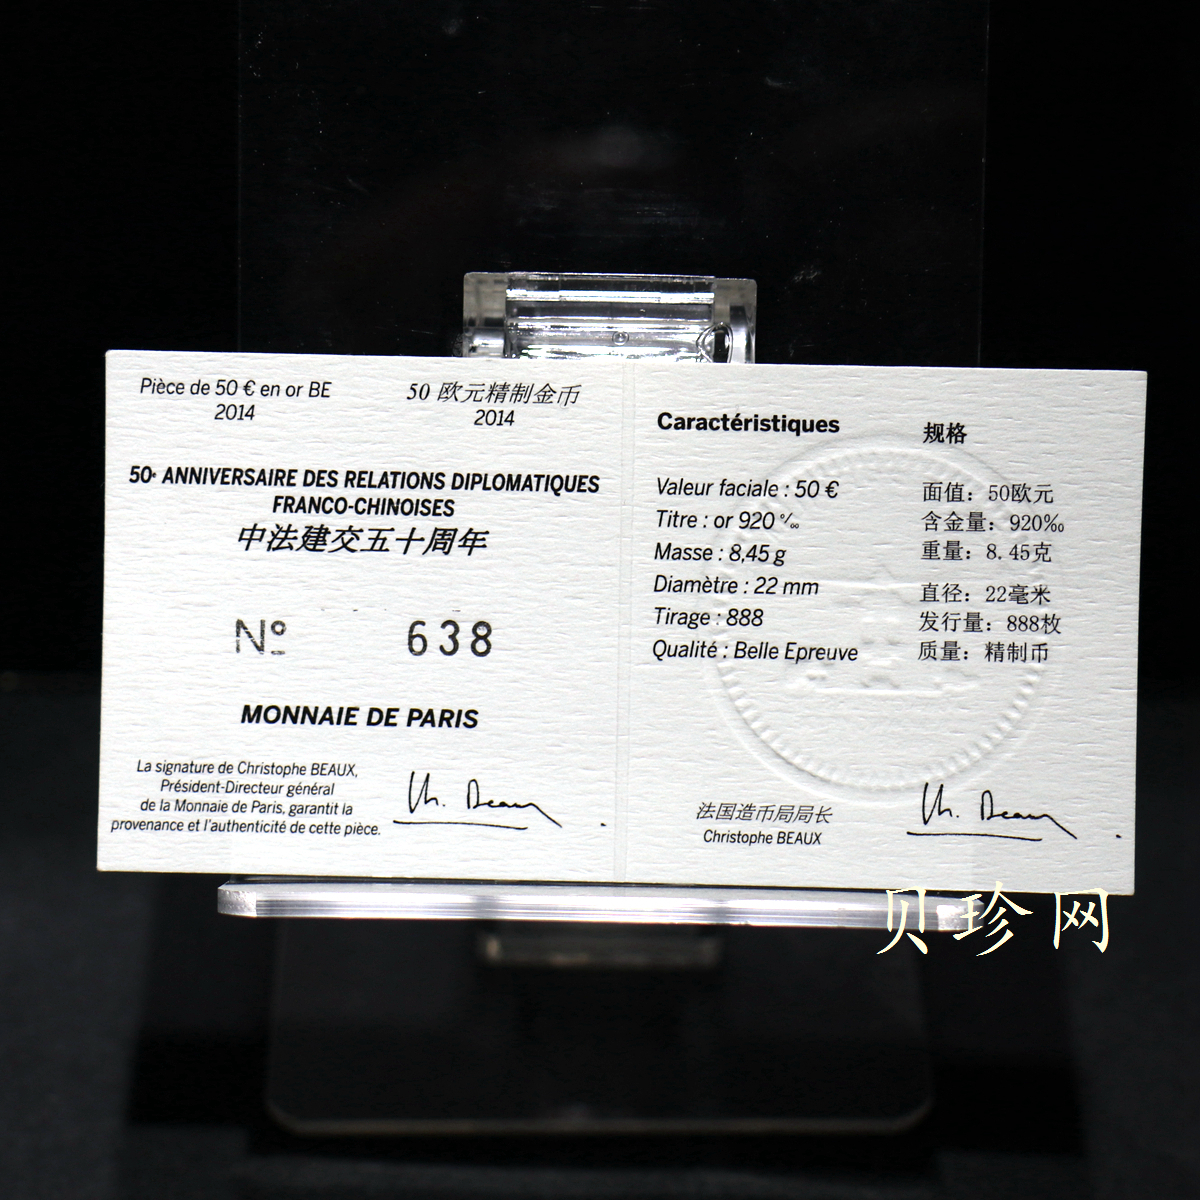 Pièce de 50 € en or BE
2014
50 欧元精制金币
2014
50e ANNIVERSAIRE DES RELATIONS DIPLOMATIQUES
FRANCO-CHINOISES
中法建交五十周年
Nº 638
MONNAIE DE PARIS
La signature de Christophe BEAUX,
Président-Directeur général
de la Monnaie de Paris, garantit la
provenance et l'authenticité de cette pièce.
Ch. Beaux
Caractéristiques
Valeur faciale : 50 €
Titre : or 920 ‰
Masse : 8,45 g
Diamètre : 22 mm
Tirage : 888
Qualité : Belle Epreuve
规格
面值：50欧元
含金量：920‰
重量：8.45克
直径：22毫米
发行量：888枚
质量：精制币
法国造币局局长
Christophe BEAUX
Ch. Beaux
贝珍网